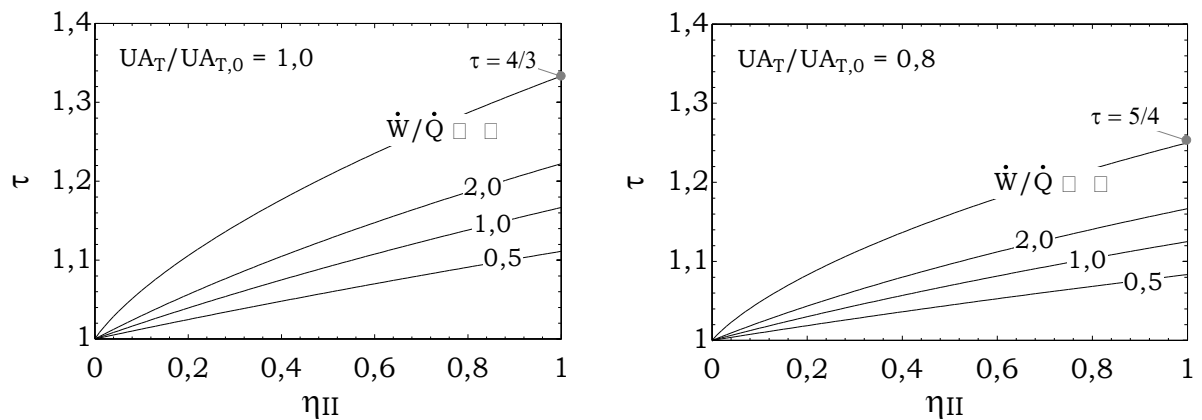 1,4
UA_T/UA_T,0 = 1,0
τ = 4/3
1,3
Ẇ/Q̇ □ □
τ
1,2
2,0
1,0
1,1
0,5
1
0
0,2
0,4
0,6
0,8
1
ηII
1,4
UA_T/UA_T,0 = 0,8
1,3
τ = 5/4
τ
1,2
Ẇ/Q̇ □ □
2,0
1,1
1,0
0,5
1
0
0,2
0,4
0,6
0,8
1
ηII